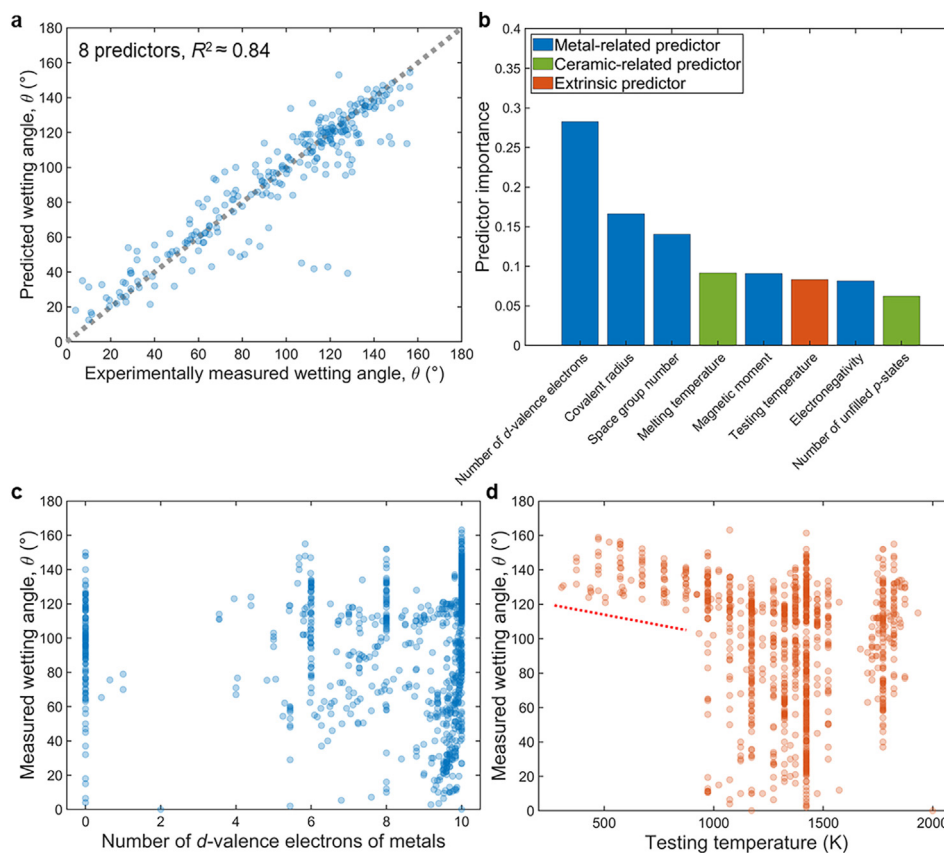 a
8 predictors, R² ≈ 0.84
Predicted wetting angle, θ (°)
180
160
140
120
100
80
60
40
20
0
0 20 40 60 80 100 120 140 160 180
Experimentally measured wetting angle, θ (°)
b
Metal-related predictor
Ceramic-related predictor
Extrinsic predictor
Predictor importance
0.4
0.35
0.3
0.25
0.2
0.15
0.1
0.05
0
Number of d-valence electrons
Covalent radius
Space group number
Melting temperature
Magnetic moment
Testing temperature
Electronegativity
Number of unfilled p-states
c
Measured wetting angle, θ (°)
180
160
140
120
100
80
60
40
20
0
0 2 4 6 8 10
Number of d-valence electrons of metals
d
Measured wetting angle, θ (°)
180
160
140
120
100
80
60
40
20
0
500 1000 1500 2000
Testing temperature (K)